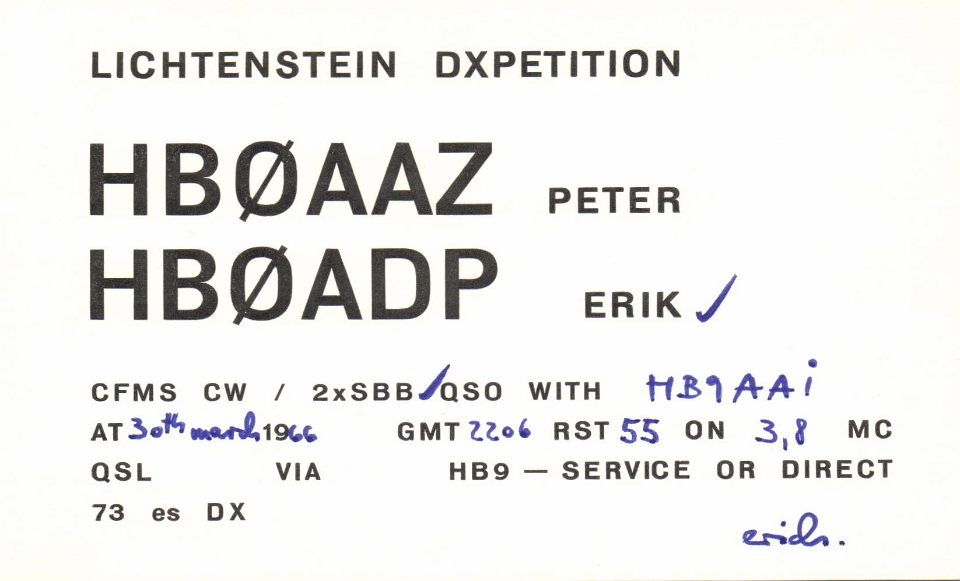 LICHTENSTEIN DXPETITION
HBØAAZ PETER
HBØADP ERIK ✓
CFMS CW / 2xSBB ✓ QSO WITH HB9AAi
AT 30th march 1966 GMT 2206 RST 55 ON 3,8 MC
QSL VIA HB9 — SERVICE OR DIRECT
73 es DX
erich.